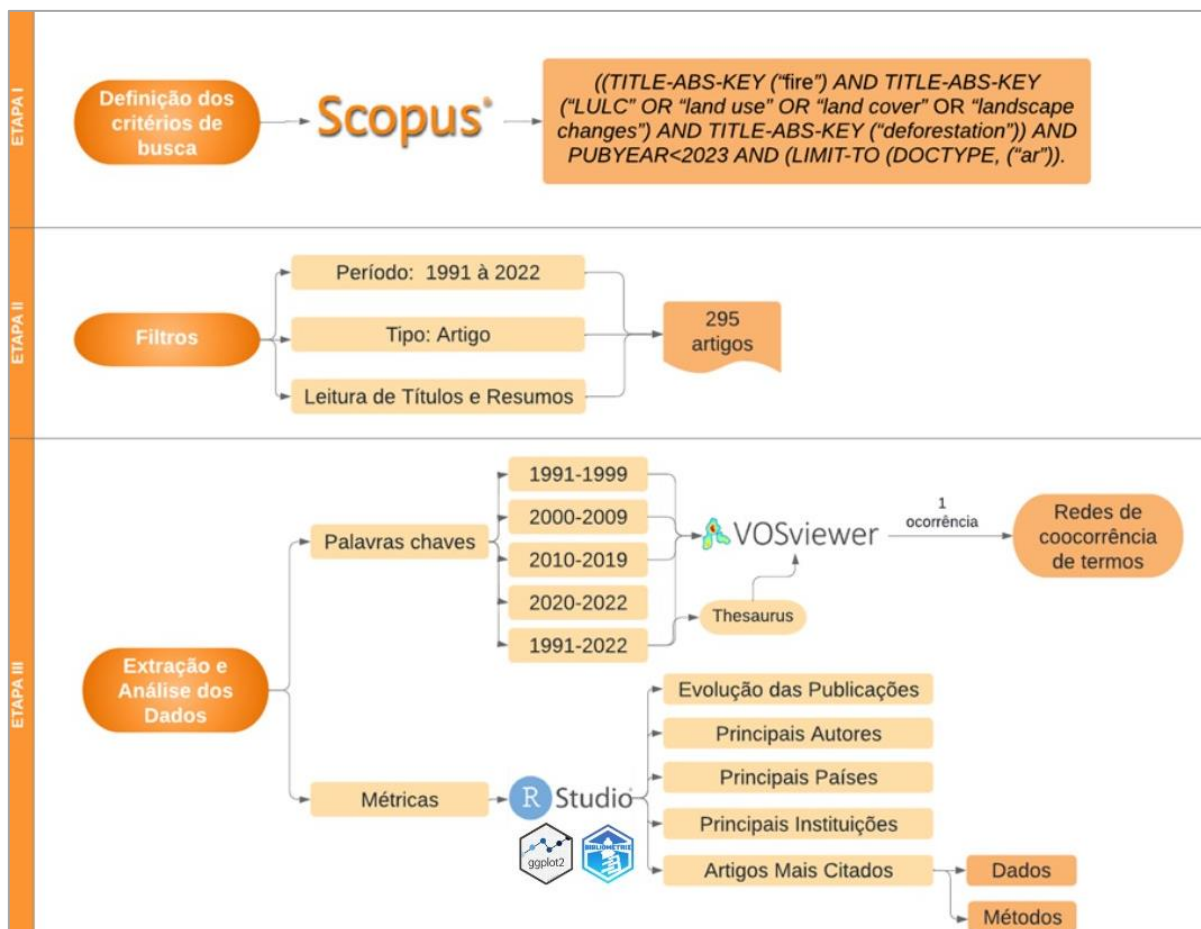 ETAPA I
Definição dos
critérios de
busca
Scopus®
((TITLE-ABS-KEY (“fire”) AND TITLE-ABS-KEY
(“LULC” OR “land use” OR “land cover” OR “landscape
changes”) AND TITLE-ABS-KEY (“deforestation”)) AND
PUBYEAR<2023 AND (LIMIT-TO (DOCTYPE, (“ar”)).
ETAPA II
Filtros
Período: 1991 à 2022
Tipo: Artigo
Leitura de Títulos e Resumos
295
artigos
ETAPA III
Extração e
Análise dos
Dados
Palavras chaves
1991-1999
2000-2009
2010-2019
2020-2022
1991-2022
VOSviewer
Thesaurus
1
ocorrência
Redes de
coocorrência
de termos
Métricas
R Studio®
ggplot2
BIBLIOMETRIX
Evolução das Publicações
Principais Autores
Principais Países
Principais Instituições
Artigos Mais Citados
Dados
Métodos